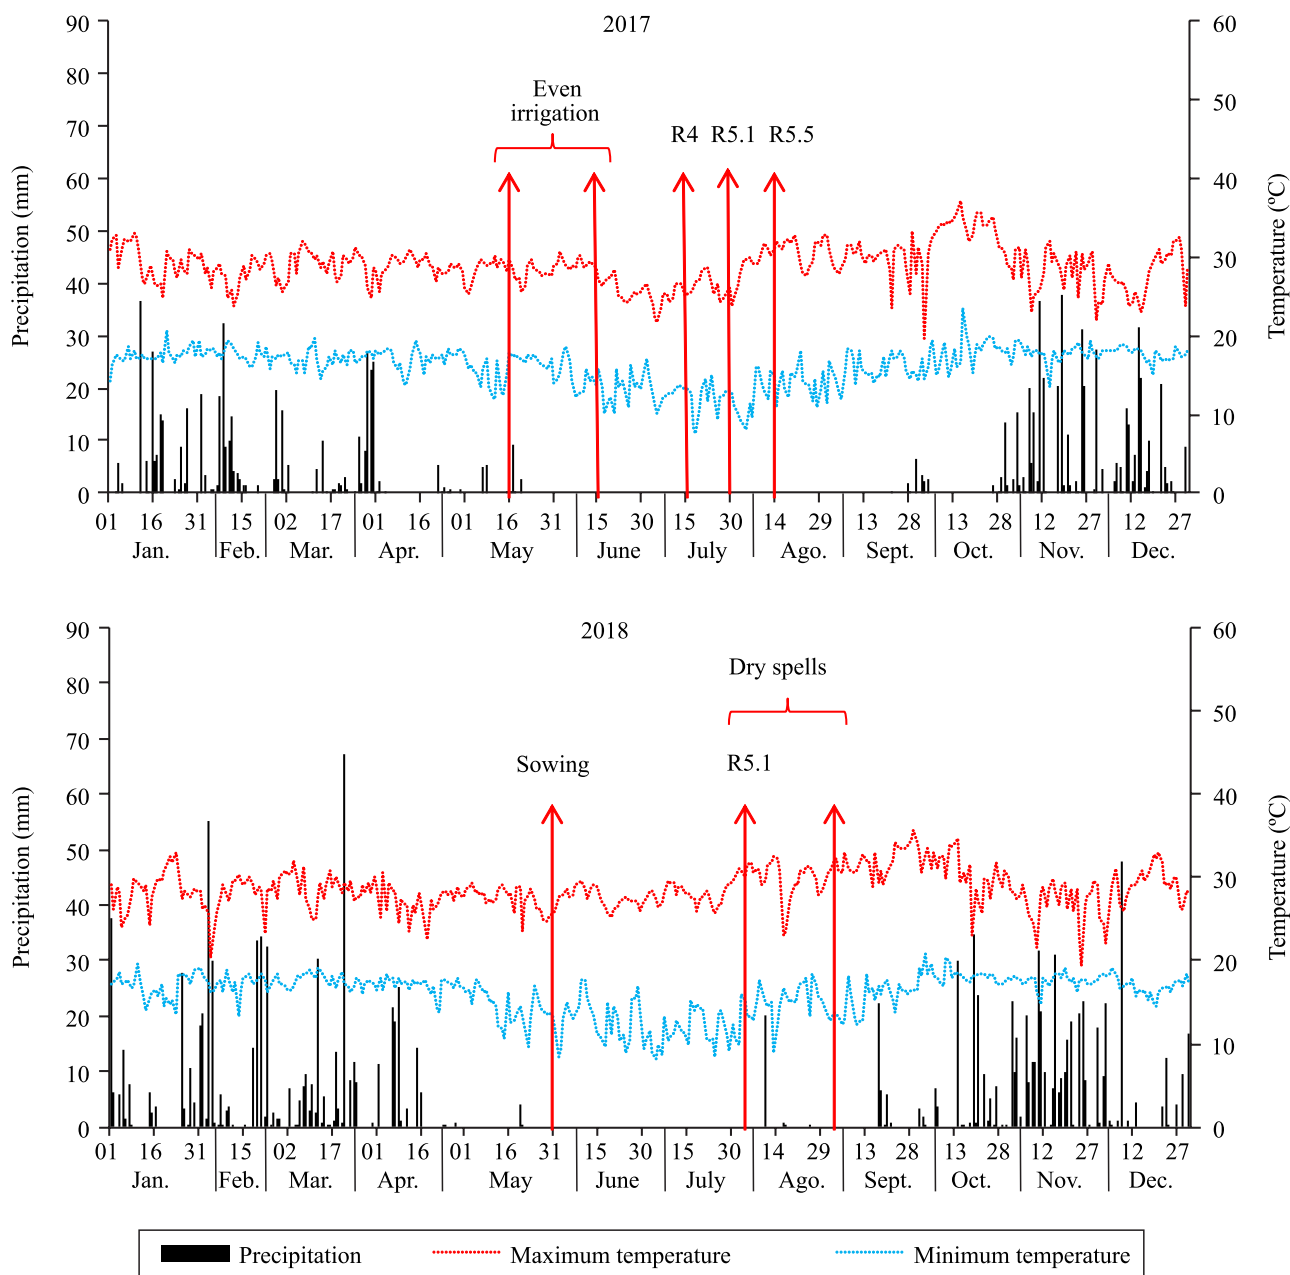 2017
Even
irrigation
R4 R5.1 R5.5
Precipitation (mm)
90
80
70
60
50
40
30
20
10
0
Temperature (ºC)
60
50
40
30
20
10
0
01 16 31 15 02 17 01 16 01 16 31 15 30 15 30 14 29 13 28 13 28 12 27 12 27
Jan. Feb. Mar. Apr. May June July Ago. Sept. Oct. Nov. Dec.
2018
Dry spells
Sowing R5.1
Precipitation (mm)
90
80
70
60
50
40
30
20
10
0
Temperature (ºC)
60
50
40
30
20
10
0
01 16 31 15 02 17 01 16 01 16 31 15 30 15 30 14 29 13 28 13 28 12 27 12 27
Jan. Feb. Mar. Apr. May June July Ago. Sept. Oct. Nov. Dec.
Precipitation Maximum temperature Minimum temperature